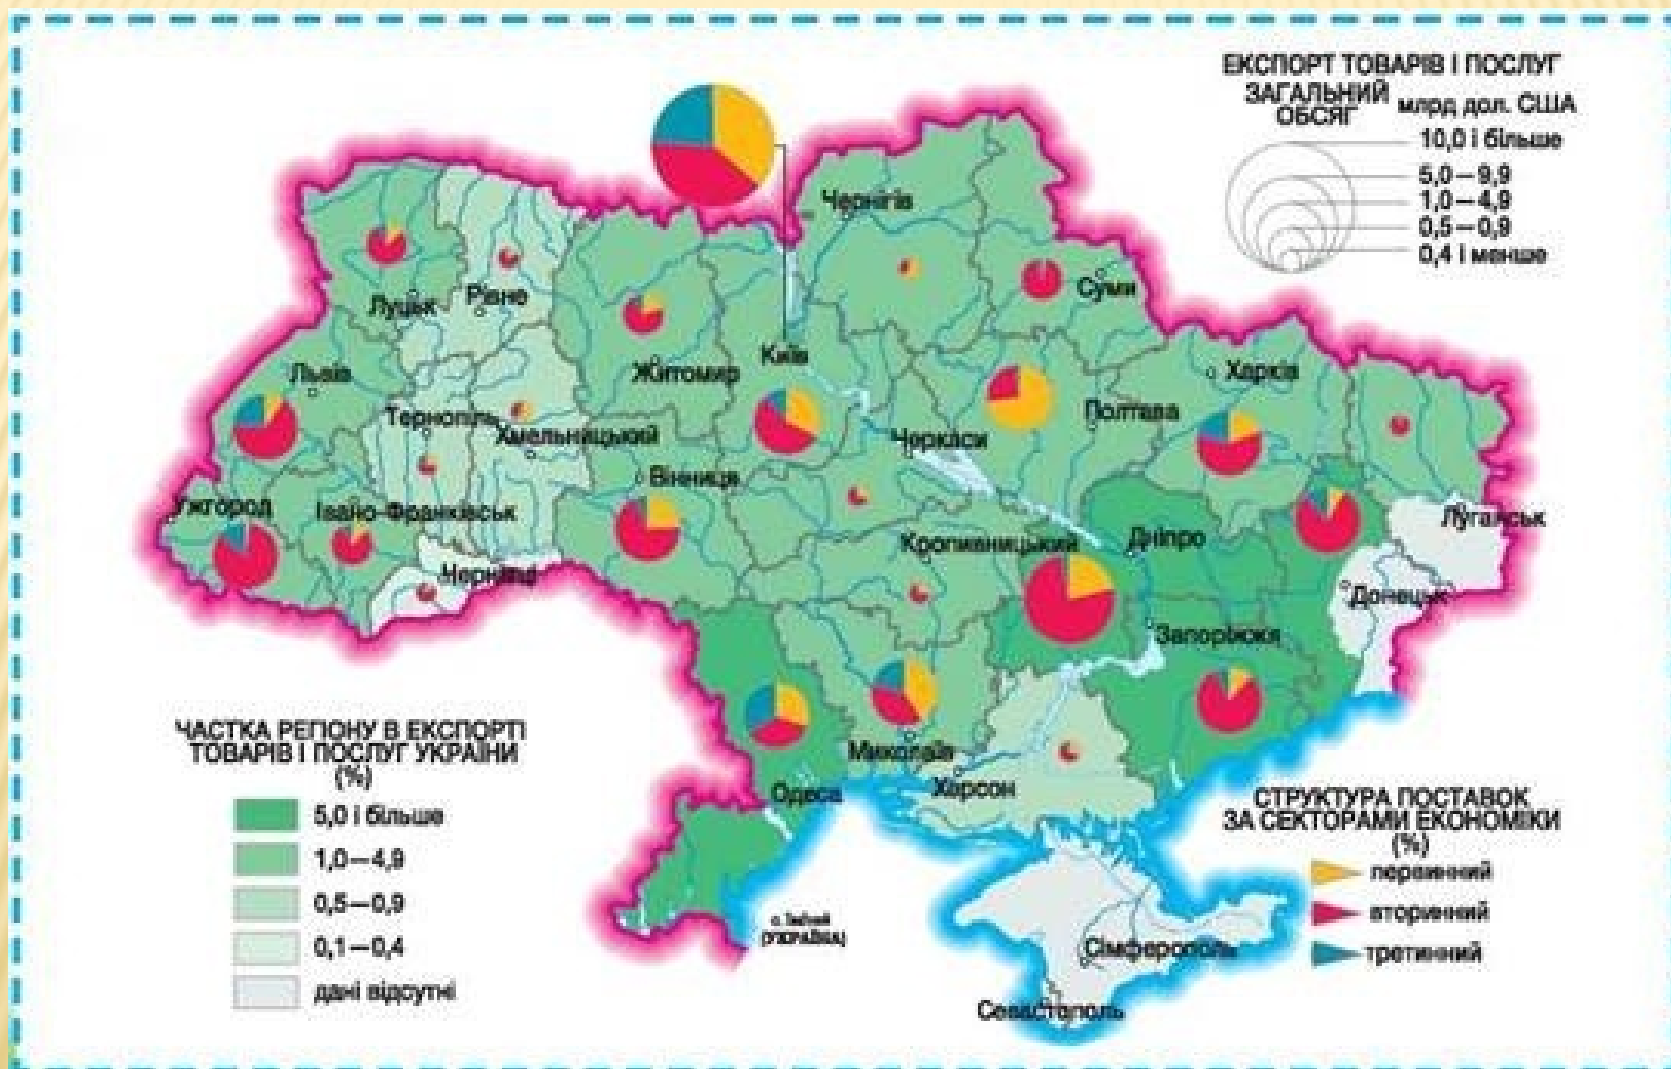 ЕКСПОРТ ТОВАРІВ І ПОСЛУГ
ЗАГАЛЬНИЙ
ОБСЯГ
млрд дол. США
10,0 і більше
5,0—9,9
1,0—4,9
0,5—0,9
0,4 і менше
Чернігів
Луцьк
Рівне
Суми
Львів
Житомир
Київ
Харків
Тернопіль
Хмельницький
Черкаси
Полтава
Вінниця
Ужгород
Івано-Франківськ
Луганськ
Кропивницький
Дніпро
Чернівці
Донецьк
Запоріжжя
Миколаїв
Херсон
Одеса
ЧАСТКА РЕГІОНУ В ЕКСПОРТІ
ТОВАРІВ І ПОСЛУГ УКРАЇНИ
(%)
5,0 і більше
1,0—4,9
0,5—0,9
0,1—0,4
дані відсутні
о. Зміїний
(УКРАЇНА)
СТРУКТУРА ПОСТАВОК
ЗА СЕКТОРАМИ ЕКОНОМІКИ
(%)
первинний
вторинний
третинний
Сімферополь
Севастополь